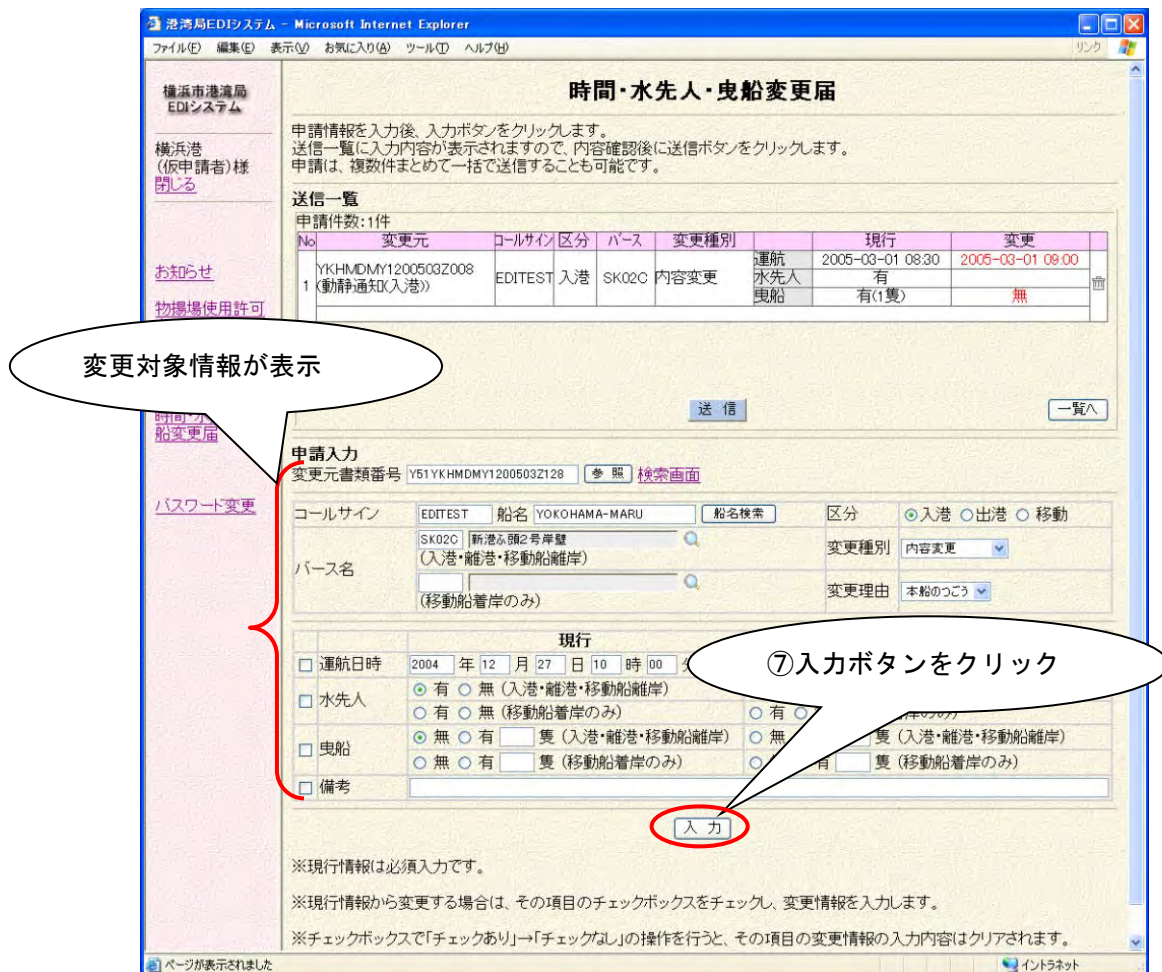 港湾局EDIシステム - Microsoft Internet Explorer
ファイル(F) 編集(E) 表示(V) お気に入り(A) ツール(T) ヘルプ(H) リンク
横浜市港湾局
EDIシステム
横浜港
(仮申請者)様
閉じる
お知らせ
物揚場使用許可
船変更届
パスワード変更
時間・水先人・曳船変更届
申請情報を入力後、入力ボタンをクリックします。
送信一覧に入力内容が表示されますので、内容確認後に送信ボタンをクリックします。
申請は、複数件まとめて一括で送信することも可能です。
送信一覧
申請件数:1件
No 変更元 コールサイン 区分 バース 変更種別 現行 変更
1 YKHMDMY1200503Z008 EDITEST 入港 SK02C 内容変更 運航 2005-03-01 08:30 2005-03-01 09:00
(動静通知(入港)) 水先人 有
曳船 有(1隻) 無
変更対象情報が表示
送 信 一覧へ
申請入力
変更元書類番号 Y51YKHMDMY1200503Z128 参 照 検索画面
コールサイン EDITEST 船名 YOKOHAMA-MARU 船名検索 区分 入港 出港 移動
バース名 SK02C 新港ふ頭2号岸壁 変更種別 内容変更
(入港・離港・移動船離岸)
変更理由 本船のつごう
(移動船着岸のみ)
現行
運航日時 2004 年 12 月 27 日 10 時 00
⑦入力ボタンをクリック
水先人 有 無 (入港・離港・移動船離岸)
有 無 (移動船着岸のみ) 有
曳船 無 有 隻 (入港・離港・移動船離岸) 無 隻 (入港・離港・移動船離岸)
無 有 隻 (移動船着岸のみ) 有 隻 (移動船着岸のみ)
備考
入 力
※現行情報は必須入力です。
※現行情報から変更する場合は、その項目のチェックボックスをチェックし、変更情報を入力します。
※チェックボックスで「チェックあり」→「チェックなし」の操作を行うと、その項目の変更情報の入力内容はクリアされます。
ページが表示されました イントラネット